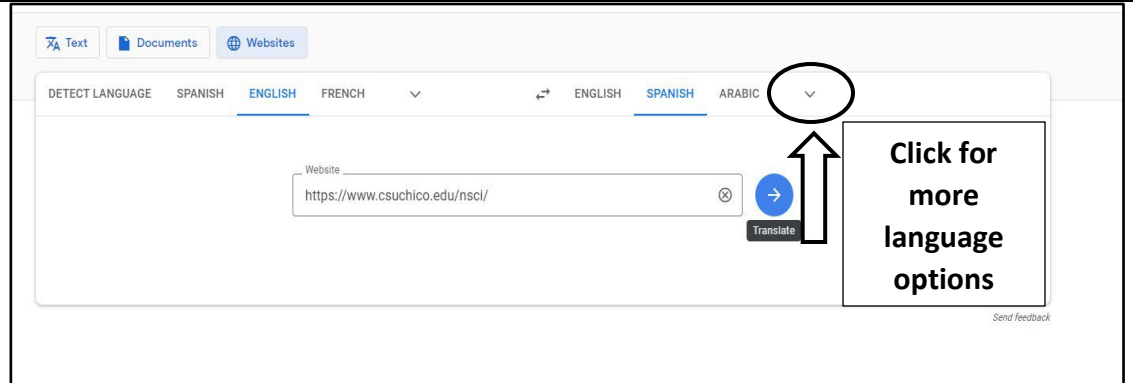 Text Documents Websites
DETECT LANGUAGE SPANISH ENGLISH FRENCH ENGLISH SPANISH ARABIC
Website
https://www.csuchico.edu/nsci/
Translate
Click for
more
language
options
Send feedback